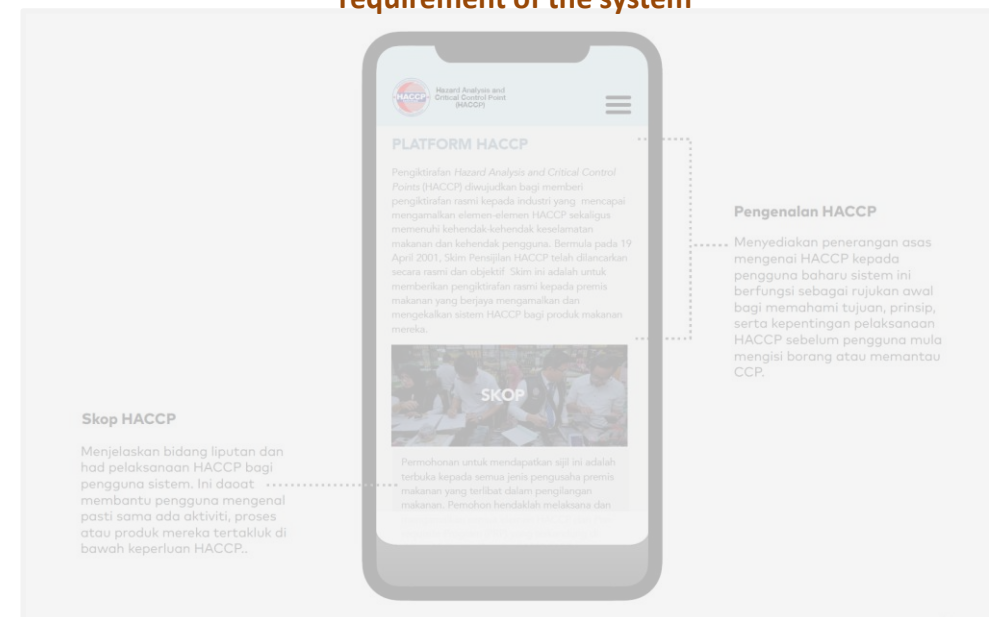 requirement of the system
HACCP
Hazard Analysis and
Critical Control Point
(HACCP)
PLATFORM HACCP
Pengiktirafan Hazard Analysis and Critical Control
Points (HACCP) diwujudkan bagi memberi
pengiktirafan rasmi kepada industri yang mencapai
mengamalkan elemen-elemen HACCP sekaligus
memenuhi kehendak-kehendak keselamatan
makanan dan kehendak pengguna. Bermula pada 19
April 2001, Skim Pensijilan HACCP telah dilancarkan
secara rasmi dan objektif Skim ini adalah untuk
memberikan pengiktirafan rasmi kepada premis
makanan yang berjaya mengamalkan dan
mengekalkan sistem HACCP bagi produk makanan
mereka.
SKOP
Permohonan untuk mendapatkan sijil ini adalah
terbuka kepada semua jenis pengusaha premis
makanan yang terlibat dalam pengilangan
makanan. Pemohon hendaklah melaksana dan
Pengenalan HACCP
Menyediakan penerangan asas
mengenai HACCP kepada
pengguna baharu sistem ini
berfungsi sebagai rujukan awal
bagi memahami tujuan, prinsip,
serta kepentingan pelaksanaan
HACCP sebelum pengguna mula
mengisi borang atau memantau
CCP.
Skop HACCP
Menjelaskan bidang liputan dan
had pelaksanaan HACCP bagi
pengguna sistem. Ini daoat
membantu pengguna mengenal
pasti sama ada aktiviti, proses
atau produk mereka tertakluk di
bawah keperluan HACCP..